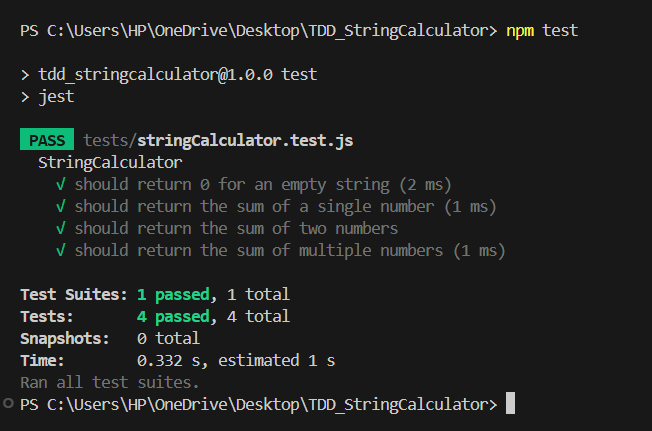 PS C:\Users\HP\OneDrive\Desktop\TDD_StringCalculator> npm test
> tdd_stringcalculator@1.0.0 test
> jest
PASS tests/stringCalculator.test.js
StringCalculator
√ should return 0 for an empty string (2 ms)
√ should return the sum of a single number (1 ms)
√ should return the sum of two numbers
√ should return the sum of multiple numbers (1 ms)
Test Suites: 1 passed, 1 total
Tests: 4 passed, 4 total
Snapshots: 0 total
Time: 0.332 s, estimated 1 s
Ran all test suites.
PS C:\Users\HP\OneDrive\Desktop\TDD_StringCalculator>